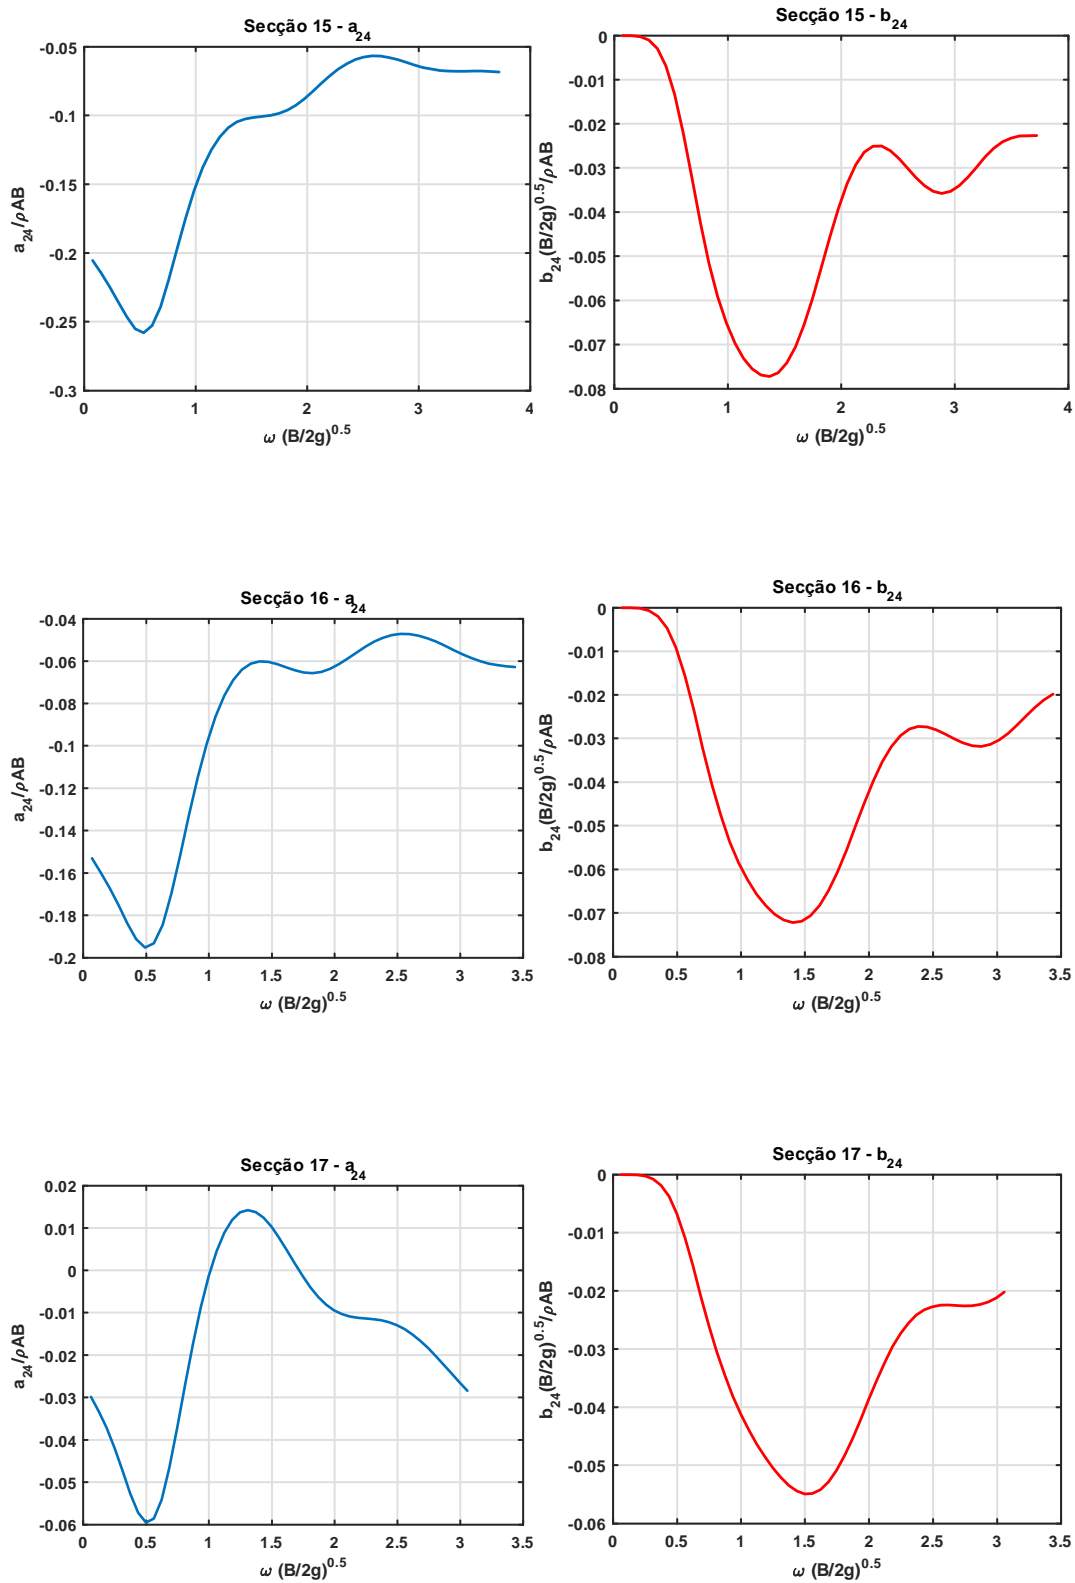 Secção 15 - a24
-0.05
-0.1
-0.15
-0.2
-0.25
-0.3
0 1 2 3 4
a24/ρAB
ω (B/2g)^0.5
Secção 15 - b24
0
-0.01
-0.02
-0.03
-0.04
-0.05
-0.06
-0.07
-0.08
0 1 2 3 4
b24(B/2g)^0.5/ρAB
ω (B/2g)^0.5
Secção 16 - a24
-0.04
-0.06
-0.08
-0.1
-0.12
-0.14
-0.16
-0.18
-0.2
0 0.5 1 1.5 2 2.5 3 3.5
a24/ρAB
ω (B/2g)^0.5
Secção 16 - b24
0
-0.01
-0.02
-0.03
-0.04
-0.05
-0.06
-0.07
-0.08
0 0.5 1 1.5 2 2.5 3 3.5
b24(B/2g)^0.5/ρAB
ω (B/2g)^0.5
Secção 17 - a24
0.02
0.01
0
-0.01
-0.02
-0.03
-0.04
-0.05
-0.06
0 0.5 1 1.5 2 2.5 3 3.5
a24/ρAB
ω (B/2g)^0.5
Secção 17 - b24
0
-0.01
-0.02
-0.03
-0.04
-0.05
-0.06
0 0.5 1 1.5 2 2.5 3 3.5
b24(B/2g)^0.5/ρAB
ω (B/2g)^0.5